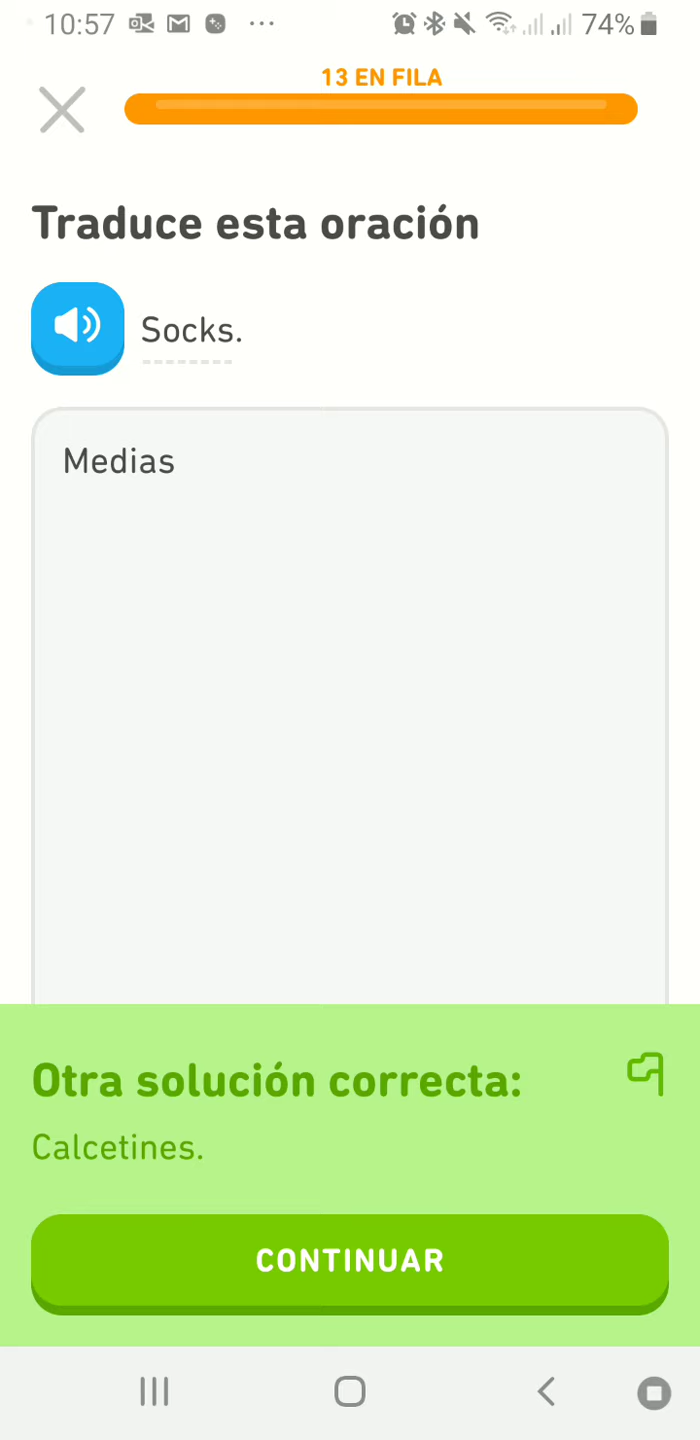 10:57 74%
13 EN FILA
Traduce esta oración
Socks.
Medias
Otra solución correcta:
Calcetines.
CONTINUAR